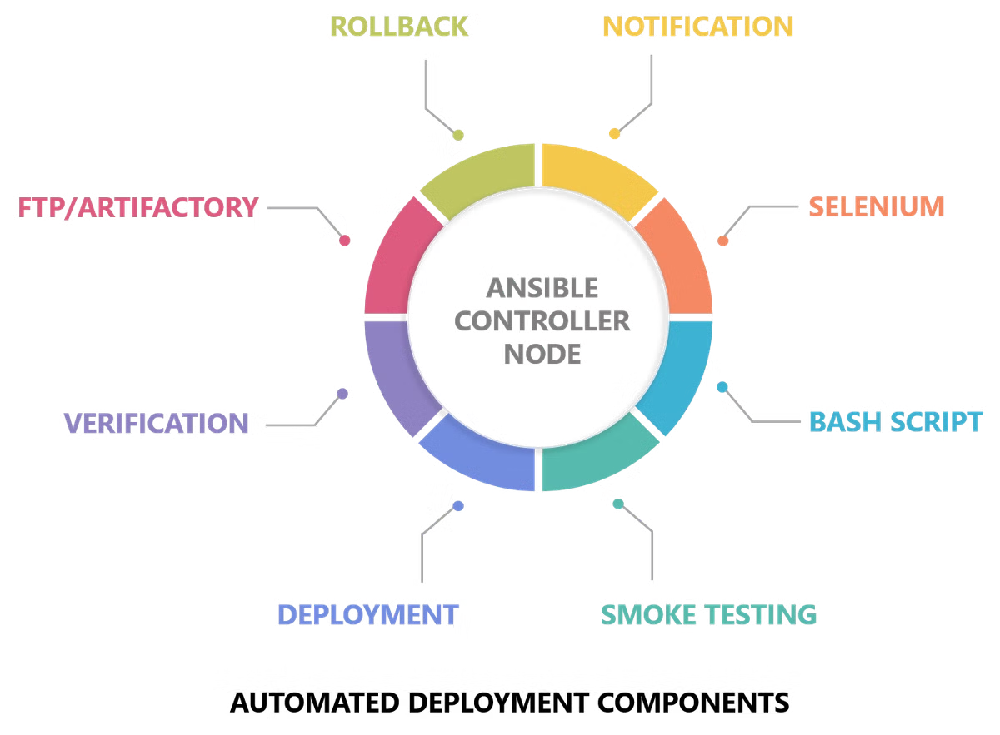 ROLLBACK
NOTIFICATION
FTP/ARTIFACTORY
SELENIUM
ANSIBLE
CONTROLLER
NODE
VERIFICATION
BASH SCRIPT
DEPLOYMENT
SMOKE TESTING
AUTOMATED DEPLOYMENT COMPONENTS